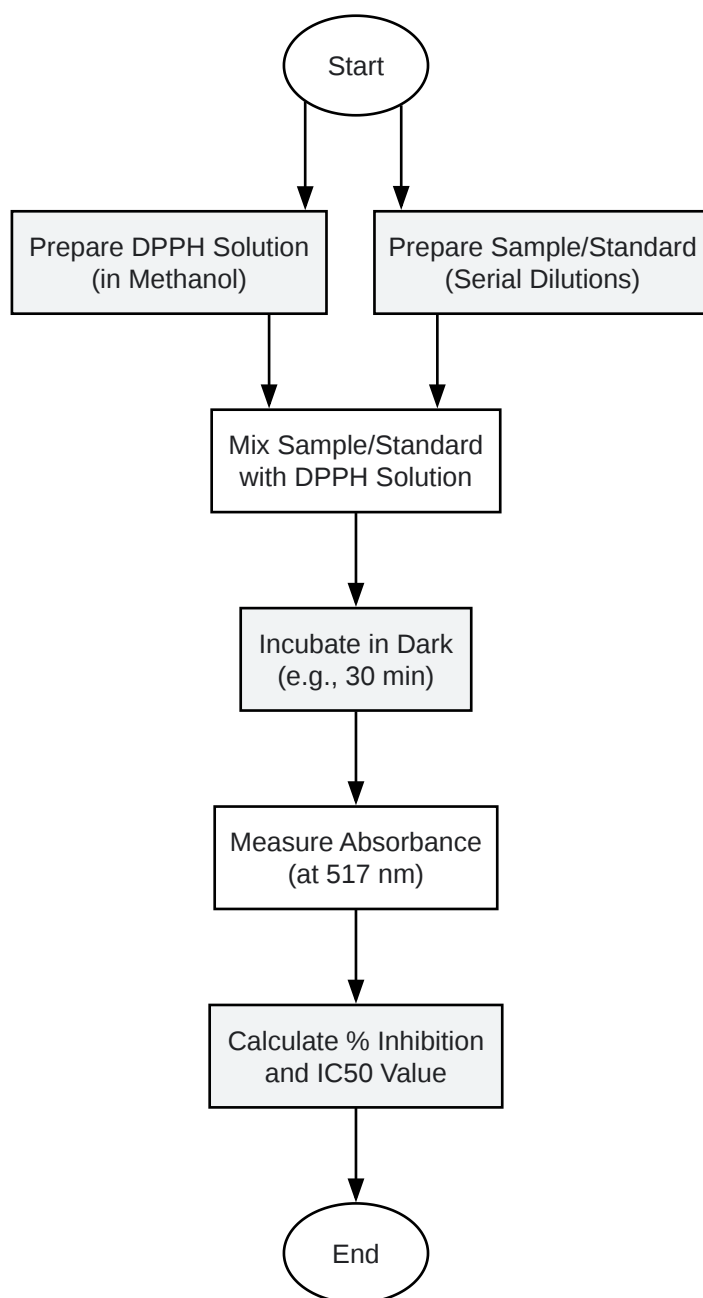 Start
Prepare DPPH Solution
(in Methanol)
Prepare Sample/Standard
(Serial Dilutions)
Mix Sample/Standard
with DPPH Solution
Incubate in Dark
(e.g., 30 min)
Measure Absorbance
(at 517 nm)
Calculate % Inhibition
and IC50 Value
End